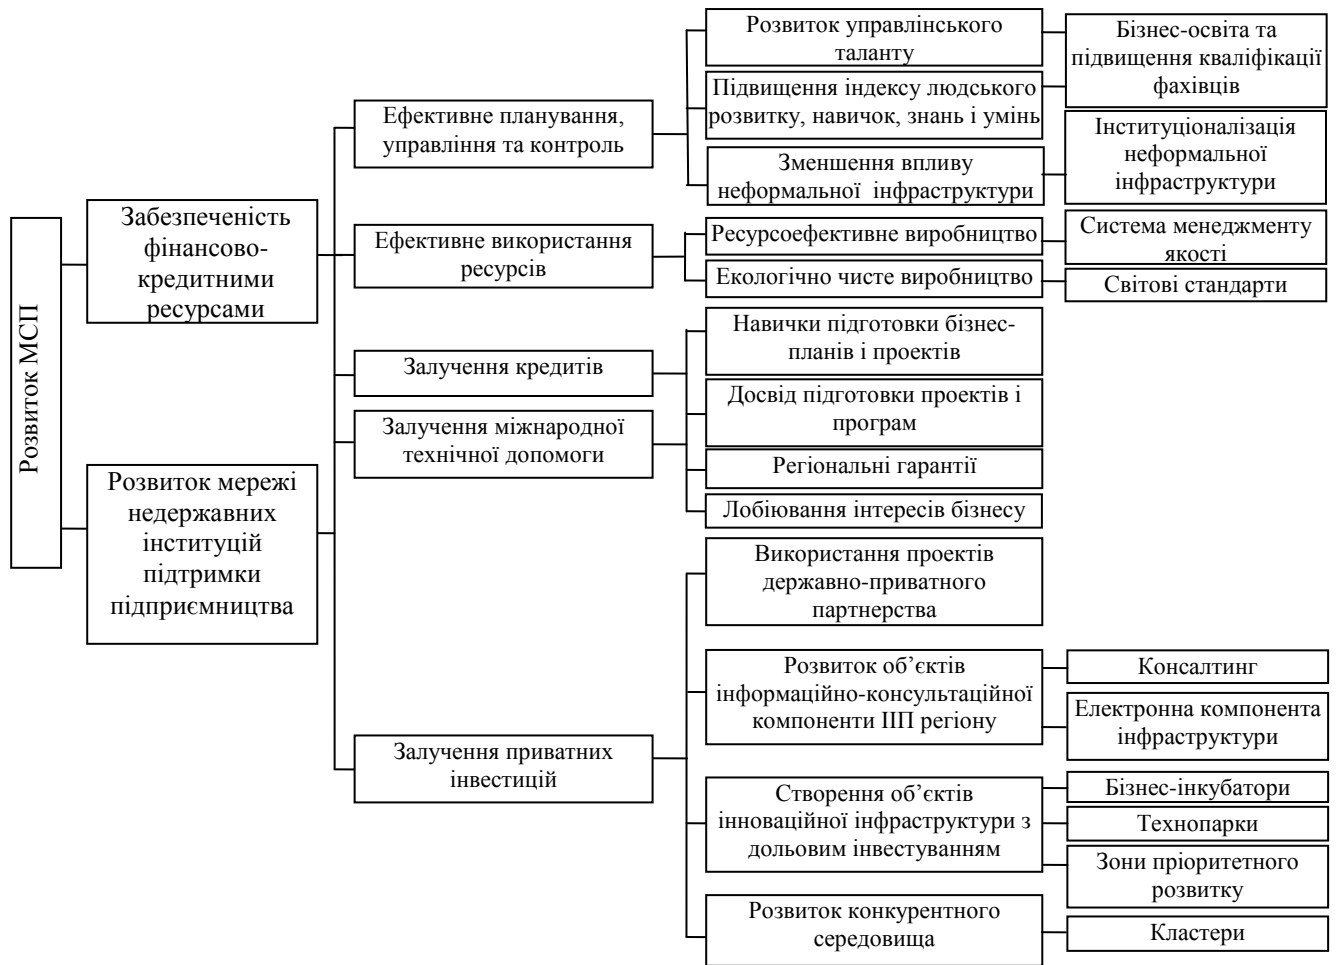 Розвиток МСП
Забезпеченість
фінансово-
кредитними
ресурсами
Розвиток мережі
недержавних
інституцій
підтримки
підприємництва
Ефективне планування,
управління та контроль
Ефективне використання
ресурсів
Залучення кредитів
Залучення міжнародної
технічної допомоги
Залучення приватних
інвестицій
Розвиток управлінського
таланту
Підвищення індексу людського
розвитку, навичок, знань і умінь
Зменшення впливу
неформальної інфраструктури
Ресурсоефективне виробництво
Екологічно чисте виробництво
Навички підготовки бізнес-
планів і проектів
Досвід підготовки проектів і
програм
Регіональні гарантії
Лобіювання інтересів бізнесу
Використання проектів
державно-приватного
партнерства
Розвиток об’єктів
інформаційно-консультаційної
компоненти ІІП регіону
Створення об’єктів
інноваційної інфраструктури з
дольовим інвестуванням
Розвиток конкурентного
середовища
Бізнес-освіта та
підвищення кваліфікації
фахівців
Інституціоналізація
неформальної
інфраструктури
Система менеджменту
якості
Світові стандарти
Консалтинг
Електронна компонента
інфраструктури
Бізнес-інкубатори
Технопарки
Зони пріоритетного
розвитку
Кластери